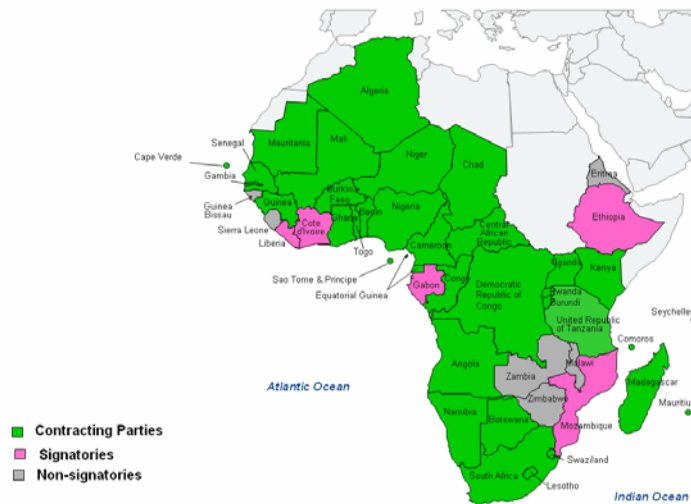 Algeria
Senegal
Mauritania
Mali
Niger
Chad
Cape Verde
Gambia
Guinea
Bissau
Guinea
Burkina
Faso
Benin
Nigeria
Eritrea
Ethiopia
Sierra Leone
Liberia
Cote
d'Ivoire
Ghana
Togo
Cameroon
Central
African
Republic
Sao Tome & Principe
Equatorial Guinea
Gabon
Congo
Democratic
Republic of
Congo
Uganda
Kenya
Rwanda
Burundi
United Republic
of Tanzania
Seychelle
Comoros
Angola
Zambia
Malawi
Atlantic Ocean
Zimbabwe
Mozambique
Madagascar
Mauritiu
Namibia
Botswana
Swaziland
South Africa
Lesotho
Indian Ocean
Contracting Parties
Signatories
Non-signatories